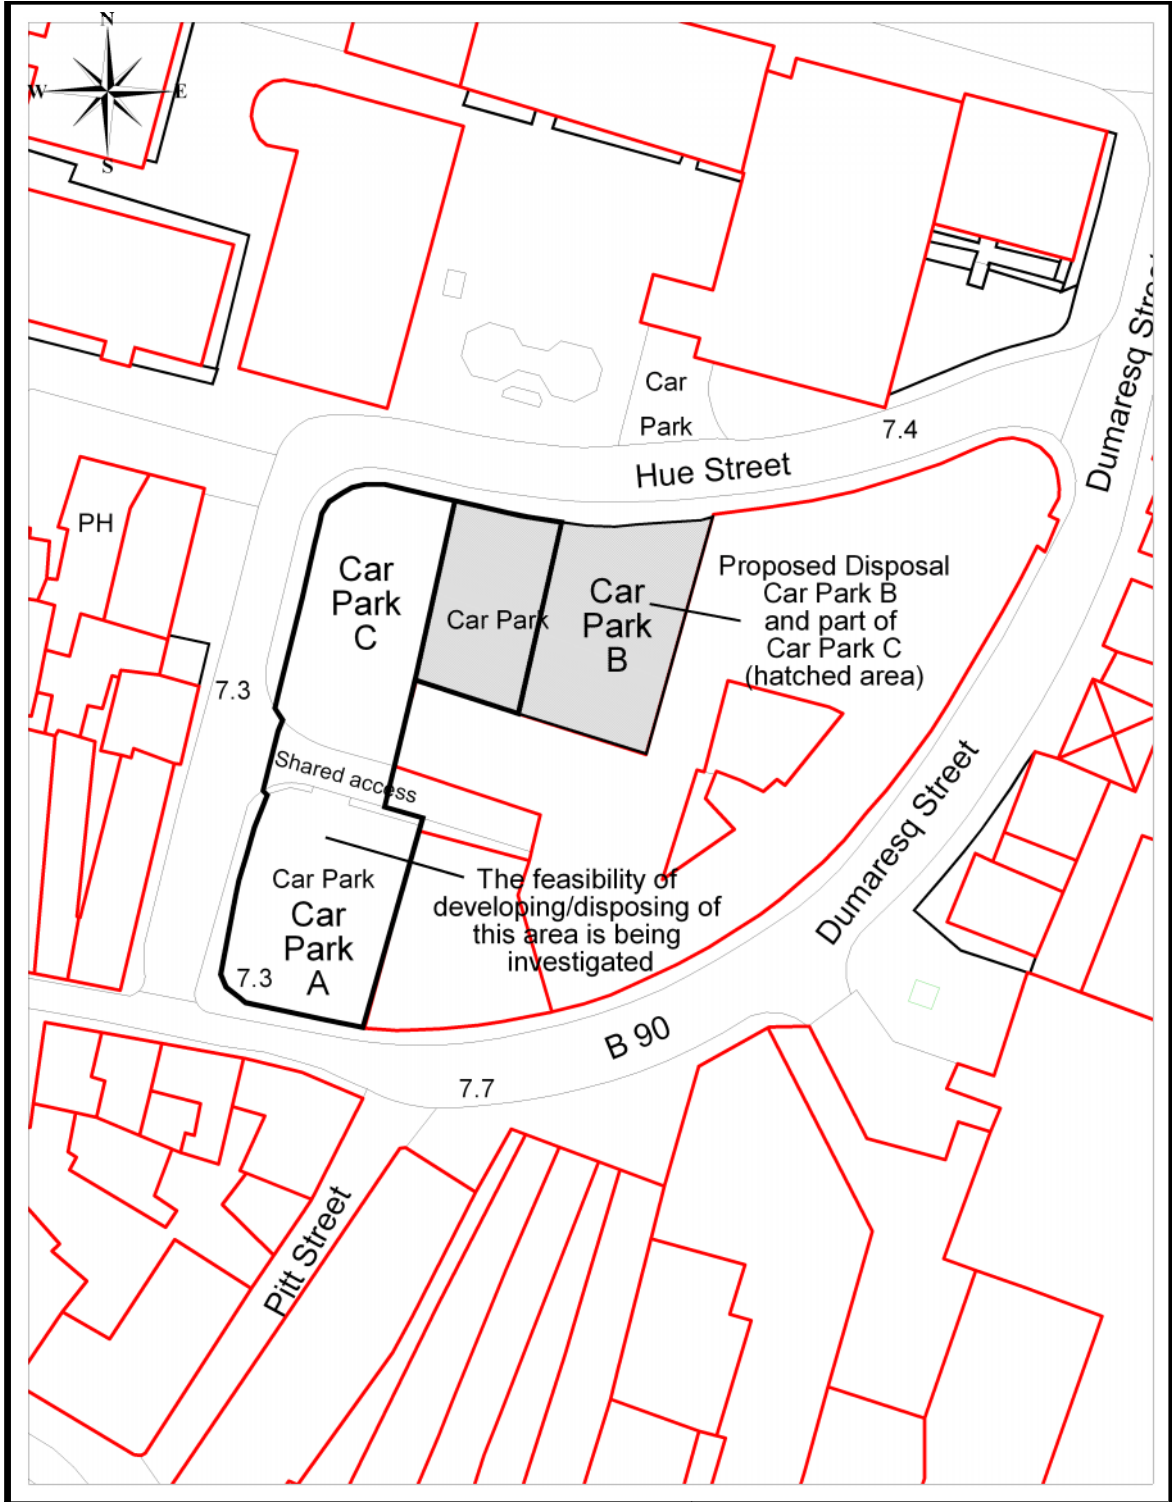 N
W E
S
Car
Park
7.4
Hue Street
Dumaresq Street
PH
Car
Park
C
Car Park
Car
Park
B
Proposed Disposal
Car Park B
and part of
Car Park C
(hatched area)
7.3
Shared access
Dumaresq Street
Car Park
Car
Park
A
7.3
The feasibility of
developing/disposing of
this area is being
investigated
B 90
7.7
Pitt Street